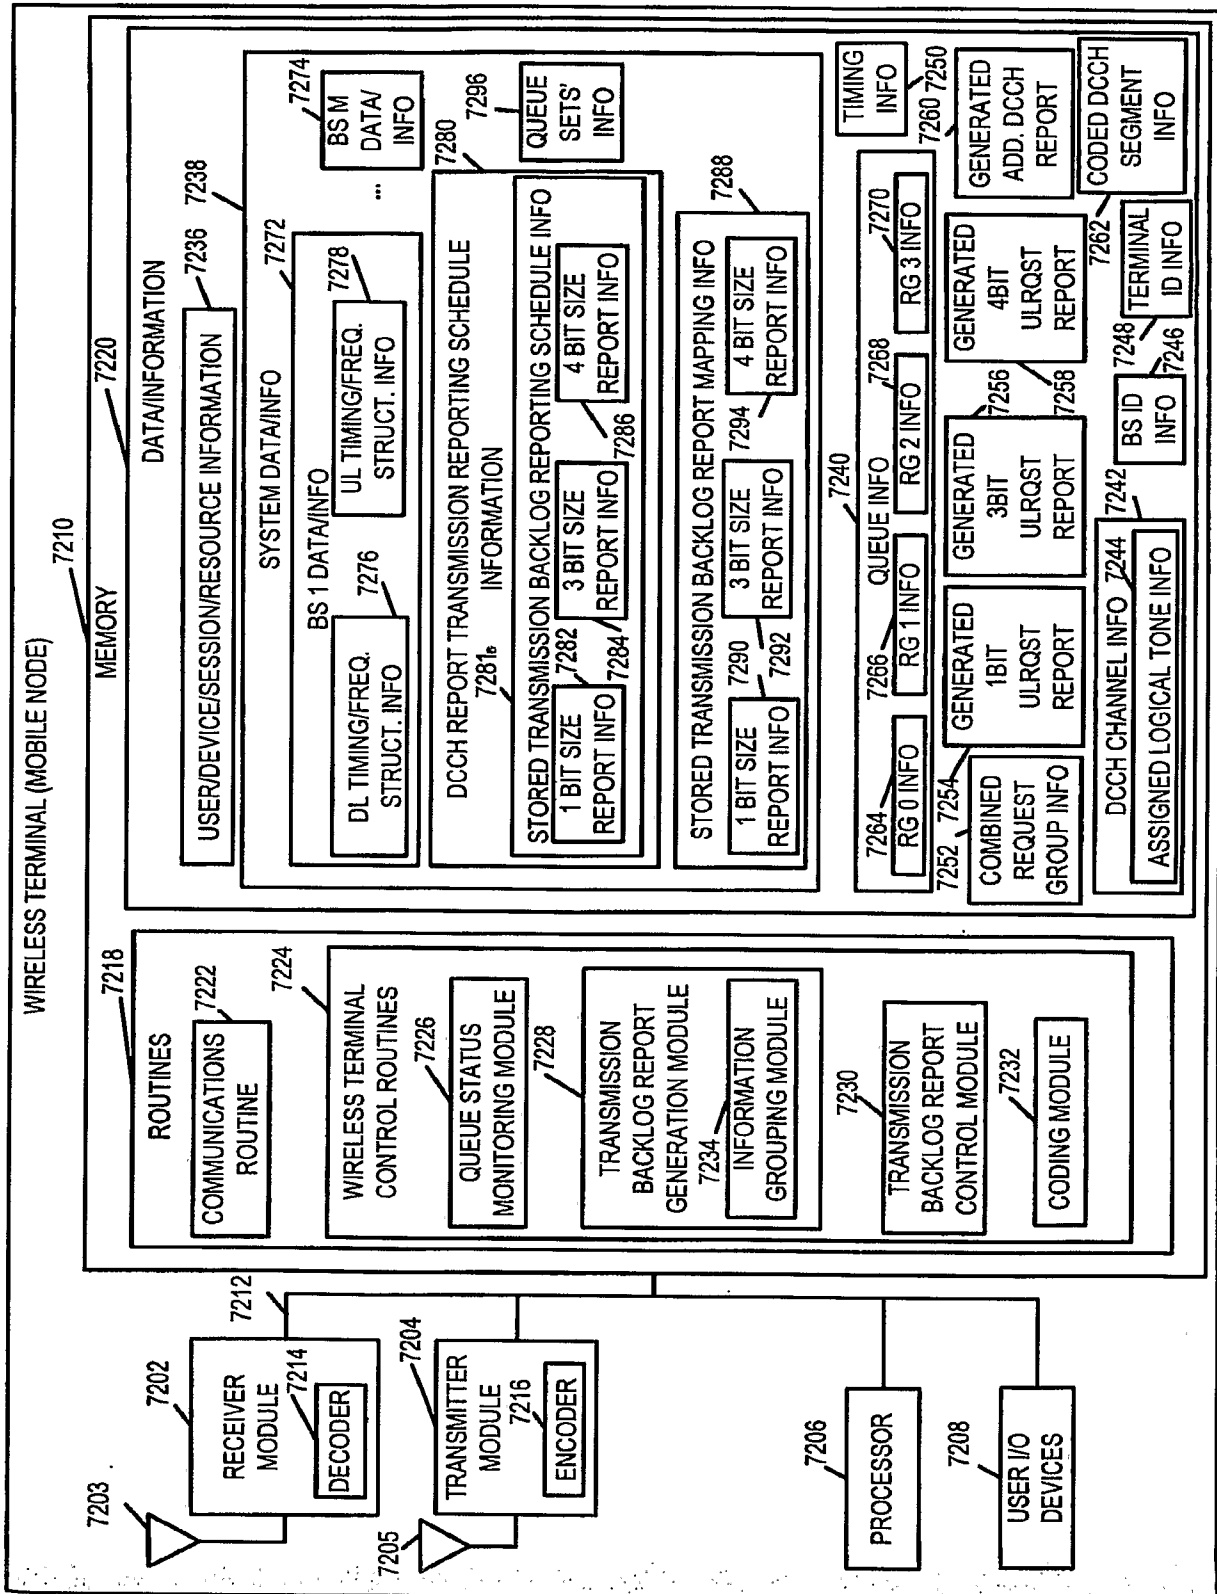 WIRELESS TERMINAL (MOBILE NODE)
7210
7203
7202
RECEIVER
MODULE
7214
DECODER
7212
7205
TRANSMITTER
MODULE
7204
7216
ENCODER
7206
PROCESSOR
7208
USER I/O
DEVICES
MEMORY
7218
ROUTINES
7222
COMMUNICATIONS
ROUTINE
7224
WIRELESS TERMINAL
CONTROL ROUTINES
7226
QUEUE STATUS
MONITORING MODULE
7228
TRANSMISSION
BACKLOG REPORT
GENERATION MODULE
7234
INFORMATION
GROUPING MODULE
7230
TRANSMISSION
BACKLOG REPORT
CONTROL MODULE
7232
CODING MODULE
7220
DATA/INFORMATION
7236
USER/DEVICE/SESSION/RESOURCE INFORMATION
7238
SYSTEM DATA/INFO
7272
BS 1 DATA/INFO
7276
DL TIMING/FREQ.
STRUCT. INFO
7278
UL TIMING/FREQ.
STRUCT. INFO
...
7274
BS M
DATA/
INFO
7296
QUEUE
SETS'
INFO
7280
DCCH REPORT TRANSMISSION REPORTING SCHEDULE
INFORMATION
7281
STORED TRANSMISSION BACKLOG REPORTING SCHEDULE INFO
7282
1 BIT SIZE
REPORT INFO
7284
3 BIT SIZE
REPORT INFO
7286
4 BIT SIZE
REPORT INFO
7288
STORED TRANSMISSION BACKLOG REPORT MAPPING INFO
7290
1 BIT SIZE
REPORT INFO
7292
3 BIT SIZE
REPORT INFO
7294
4 BIT SIZE
REPORT INFO
7240
QUEUE INFO
7264
RG 0 INFO
7266
RG 1 INFO
7268
RG 2 INFO
7270
RG 3 INFO
TIMING
INFO
7250
7252
COMBINED
REQUEST
GROUP INFO
7254
GENERATED
1BIT
ULRQST
REPORT
7256
GENERATED
3BIT
ULRQST
REPORT
7258
GENERATED
4BIT
ULRQST
REPORT
7260
GENERATED
ADD. DCCH
REPORT
7242
DCCH CHANNEL INFO
7244
ASSIGNED LOGICAL TONE INFO
7246
BS ID
INFO
7248
TERMINAL
ID INFO
7262
CODED DCCH
SEGMENT
INFO